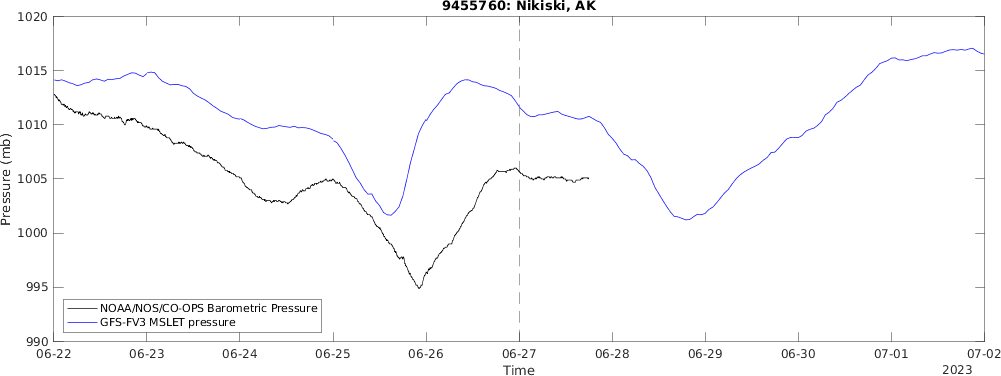 9455760: Nikiski, AK
1020
1015
1010
1005
1000
995
990
Pressure (mb)
NOAA/NOS/CO-OPS Barometric Pressure
GFS-FV3 MSLET pressure
06-22 06-23 06-24 06-25 06-26 06-27 06-28 06-29 06-30 07-01 07-02
Time
2023